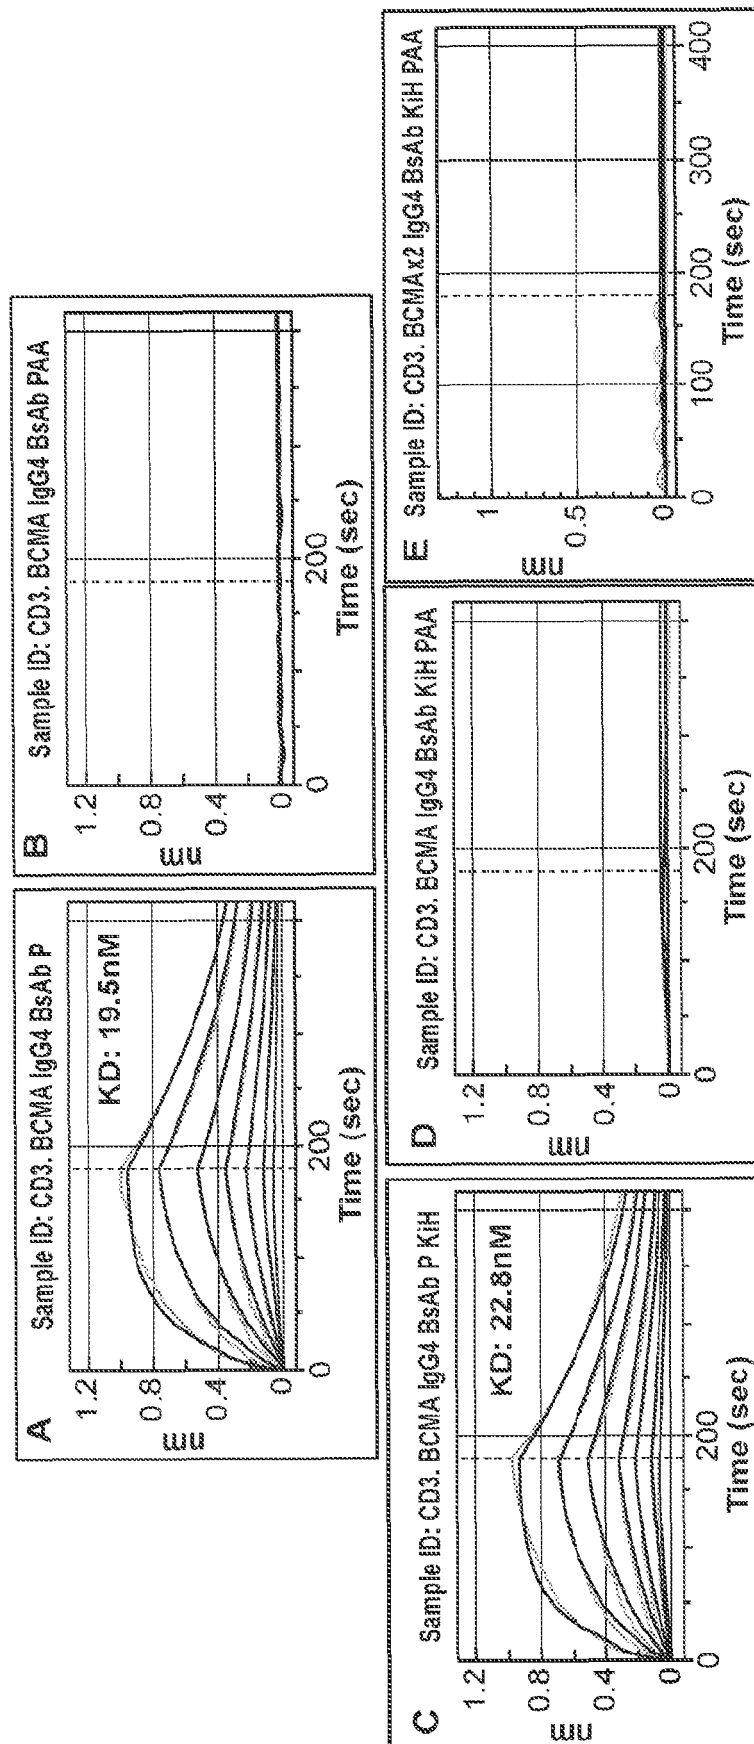 A
Sample ID: CD3. BCMA IgG4 BsAb P
KD: 19.5nM
nm
1.2
0.8
0.4
0
0
200
Time (sec)
B
Sample ID: CD3. BCMA IgG4 BsAb PAA
nm
1.2
0.8
0.4
0
0
200
Time (sec)
C
Sample ID: CD3. BCMA IgG4 BsAb P KiH
KD: 22.8nM
nm
1.2
0.8
0.4
0
0
200
Time (sec)
D
Sample ID: CD3. BCMA IgG4 BsAb KiH PAA
nm
1.2
0.8
0.4
0
0
200
Time (sec)
E
Sample ID: CD3. BCMAx2 IgG4 BsAb KiH PAA
nm
1
0.5
0
0
100
200
300
400
Time (sec)